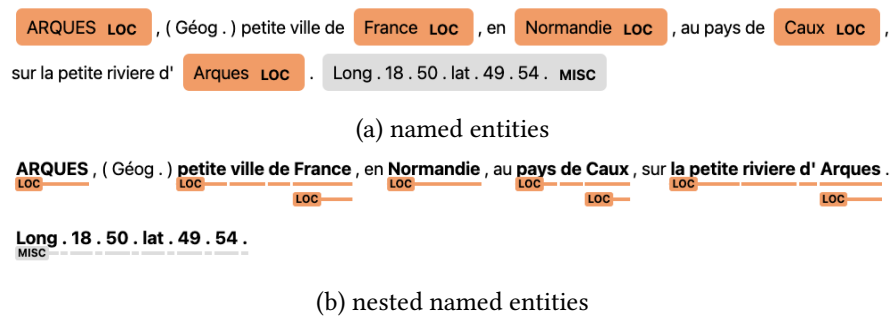 ARQUES LOC , ( Géog . ) petite ville de France LOC , en Normandie LOC , au pays de Caux LOC ,
sur la petite riviere d' Arques LOC . Long . 18 . 50 . lat . 49 . 54 . MISC
(a) named entities
ARQUES , ( Géog . ) petite ville de France , en Normandie , au pays de Caux , sur la petite riviere d' Arques .
LOC LOC LOC LOC LOC
LOC LOC LOC
Long . 18 . 50 . lat . 49 . 54 .
MISC
(b) nested named entities